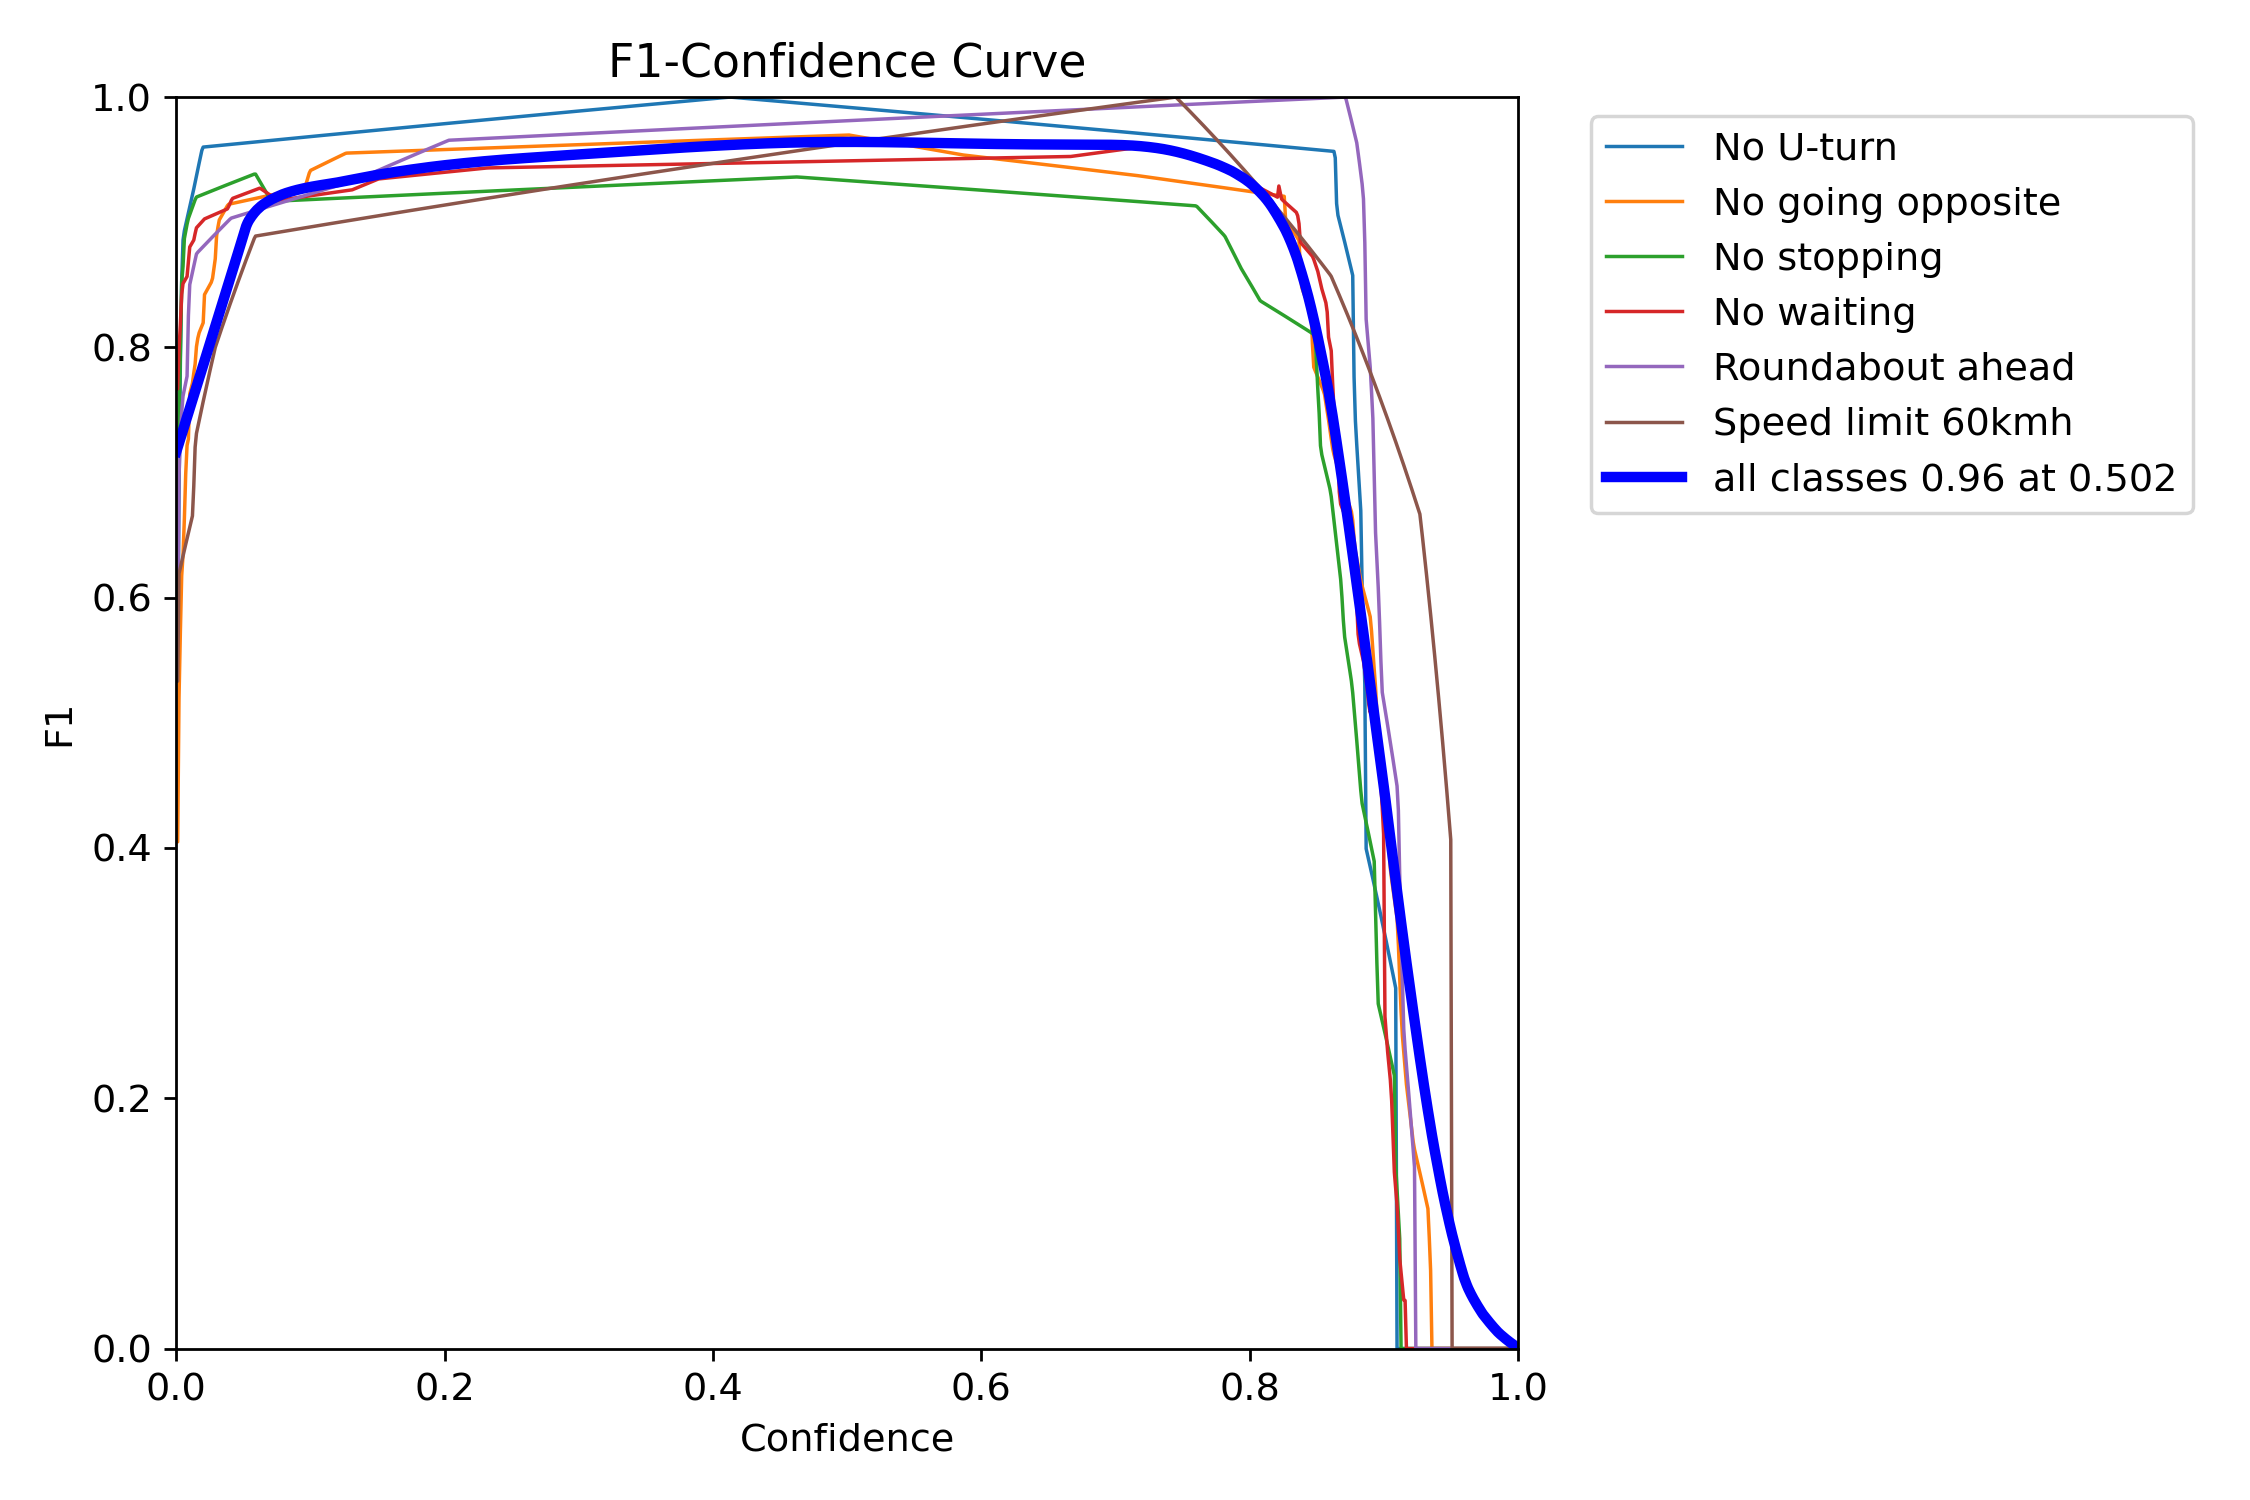 F1-Confidence Curve
1.0
0.8
0.6
0.4
0.2
0.0
F1
0.0 0.2 0.4 0.6 0.8 1.0
Confidence
No U-turn
No going opposite
No stopping
No waiting
Roundabout ahead
Speed limit 60kmh
all classes 0.96 at 0.502